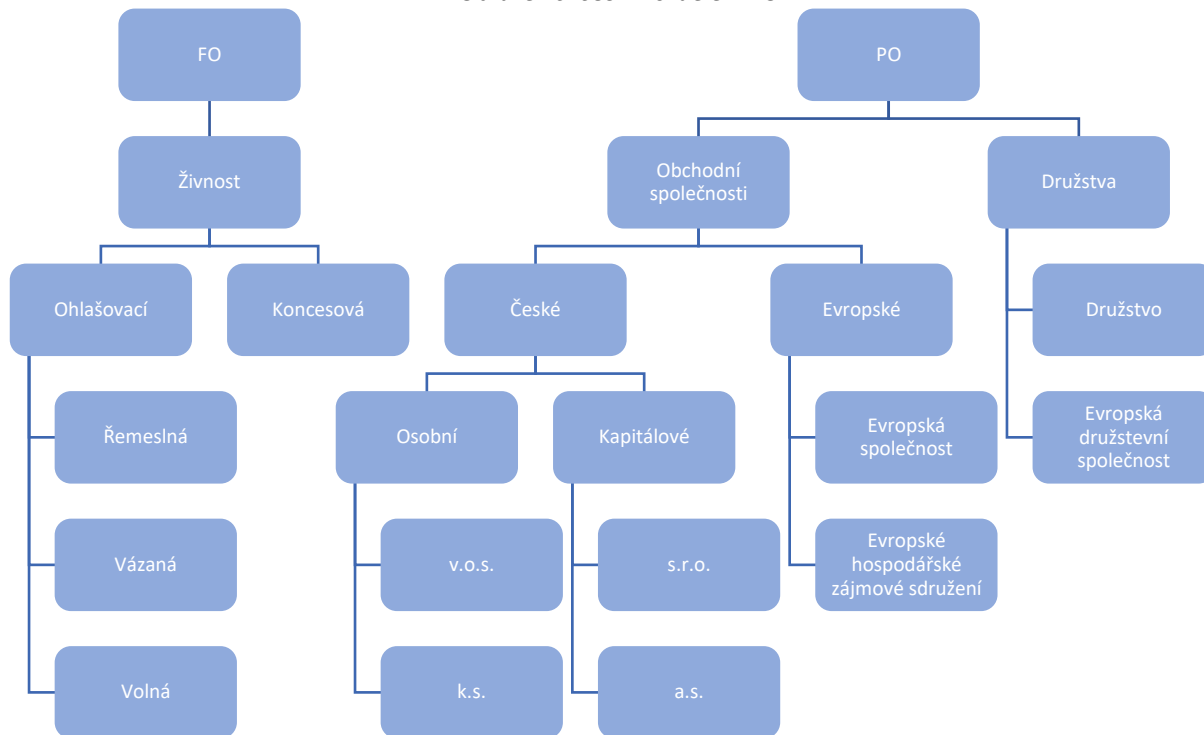 FO
PO
Živnost
Obchodní
společnosti
Družstva
Ohlašovací
Koncesová
České
Evropské
Družstvo
Řemeslná
Osobní
Kapitálové
Evropská
společnost
Evropská
družstevní
společnost
Vázaná
v.o.s.
s.r.o.
Evropské
hospodářské
zájmové sdružení
Volná
k.s.
a.s.